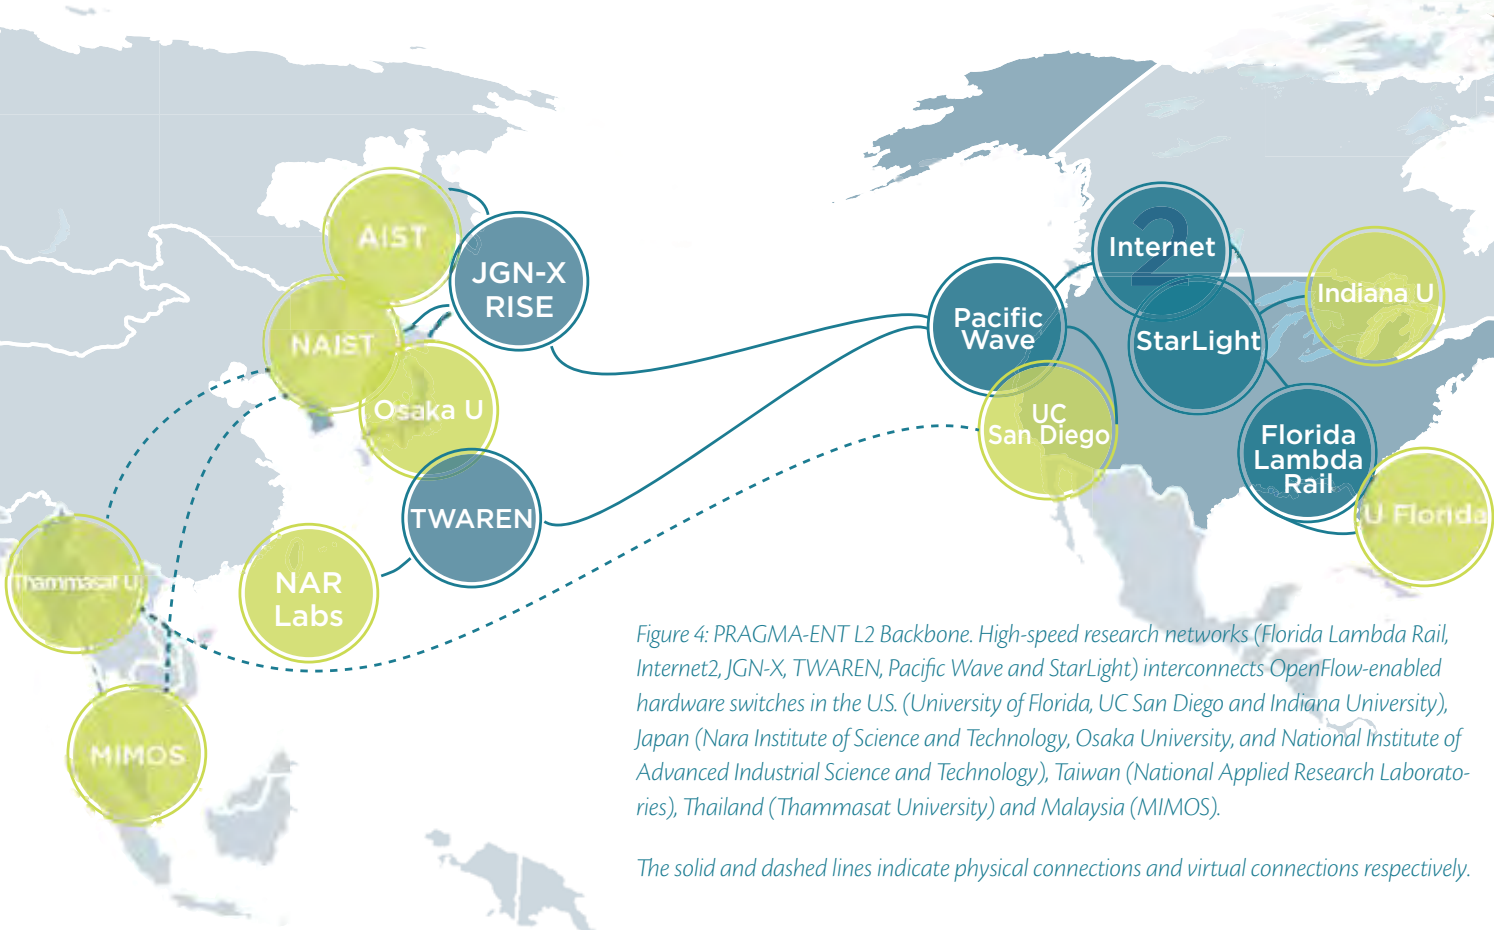 AIST
JGN-X
RISE
NAIST
Osaka U
TWAREN
NAR
Labs
Thammasat U
MIMOS
2
Internet
Pacific
Wave
StarLight
Indiana U
UC
San Diego
Florida
Lambda
Rail
U Florida
Figure 4: PRAGMA-ENT L2 Backbone. High-speed research networks (Florida Lambda Rail,
Internet2, JGN-X, TWAREN, Pacific Wave and StarLight) interconnects OpenFlow-enabled
hardware switches in the U.S. (University of Florida, UC San Diego and Indiana University),
Japan (Nara Institute of Science and Technology, Osaka University, and National Institute of
Advanced Industrial Science and Technology), Taiwan (National Applied Research Laborato-
ries), Thailand (Thammasat University) and Malaysia (MIMOS).
The solid and dashed lines indicate physical connections and virtual connections respectively.